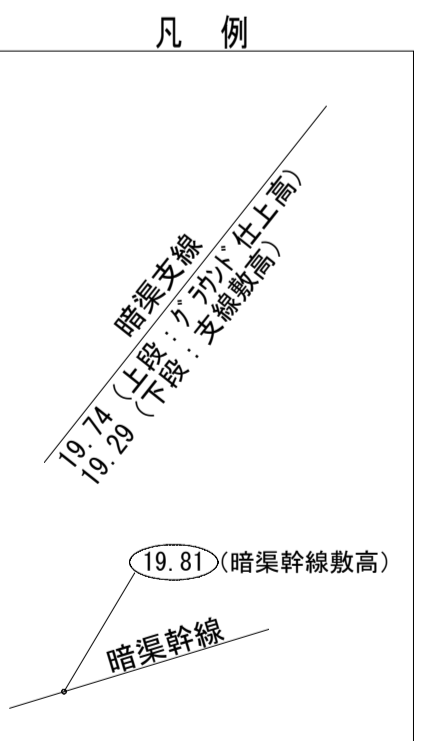 凡 例
暗渠支線
19.74 (上段：グラウンド仕上高)
19.29 (下段：支線敷高)
19.81 (暗渠幹線敷高)
暗渠幹線